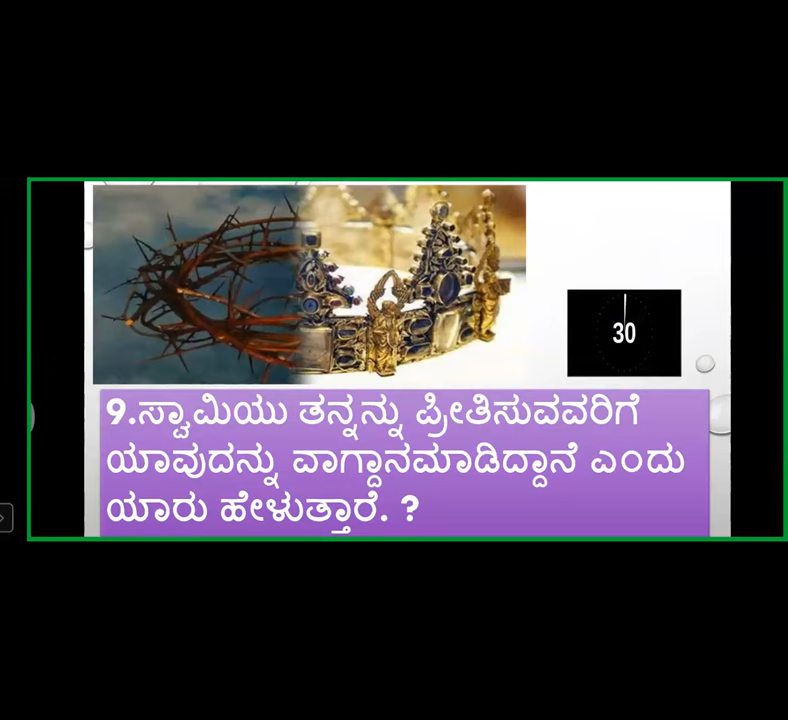 30
9.ಸ್ವಾಮಿಯು ತನ್ನನ್ನು ಪ್ರೀತಿಸುವವರಿಗೆ
ಯಾವುದನ್ನು ವಾಗ್ದಾನಮಾಡಿದ್ದಾನೆ ಎಂದು
ಯಾರು ಹೇಳುತ್ತಾರೆ. ?